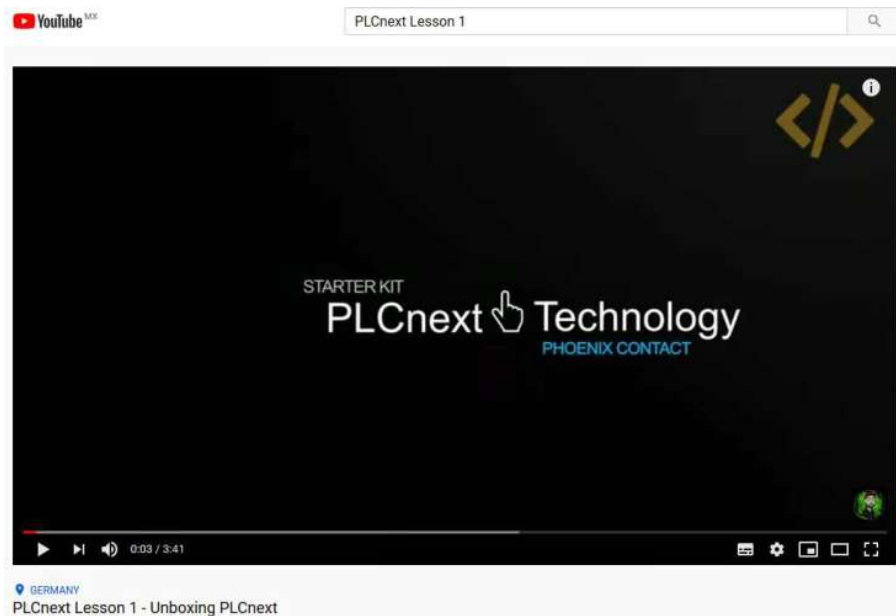 YouTube MX
PLCnext Lesson 1
</>
i
STARTER KIT
PLCnext Technology
PHOENIX CONTACT
0:03 / 3:41
GERMANY
PLCnext Lesson 1 - Unboxing PLCnext